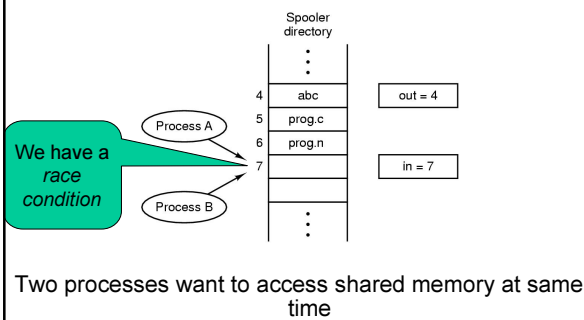 Spooler
directory
4 abc out = 4
5 prog.c
Process A
6 prog.n
We have a
race
condition
7 in = 7
Process B
Two processes want to access shared memory at same
time